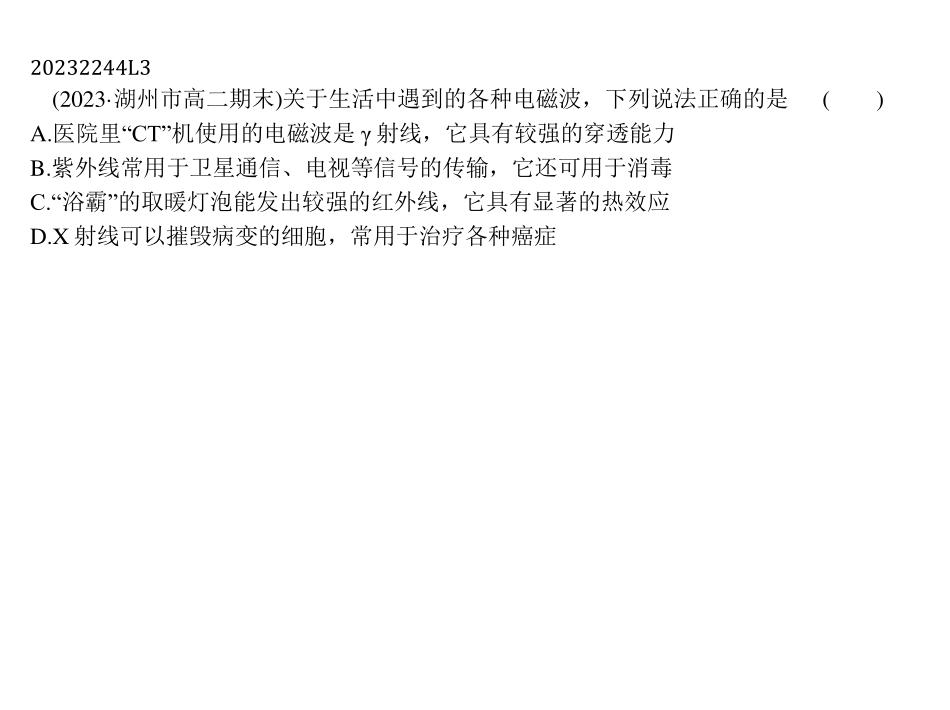 20232244L3
(2023·湖州市高二期末)关于生活中遇到的各种电磁波，下列说法正确的是 ( )
A.医院里“CT”机使用的电磁波是 γ 射线，它具有较强的穿透能力
B.紫外线常用于卫星通信、电视等信号的传输，它还可用于消毒
C.“浴霸”的取暖灯泡能发出较强的红外线，它具有显著的热效应
D.X 射线可以摧毁病变的细胞，常用于治疗各种癌症